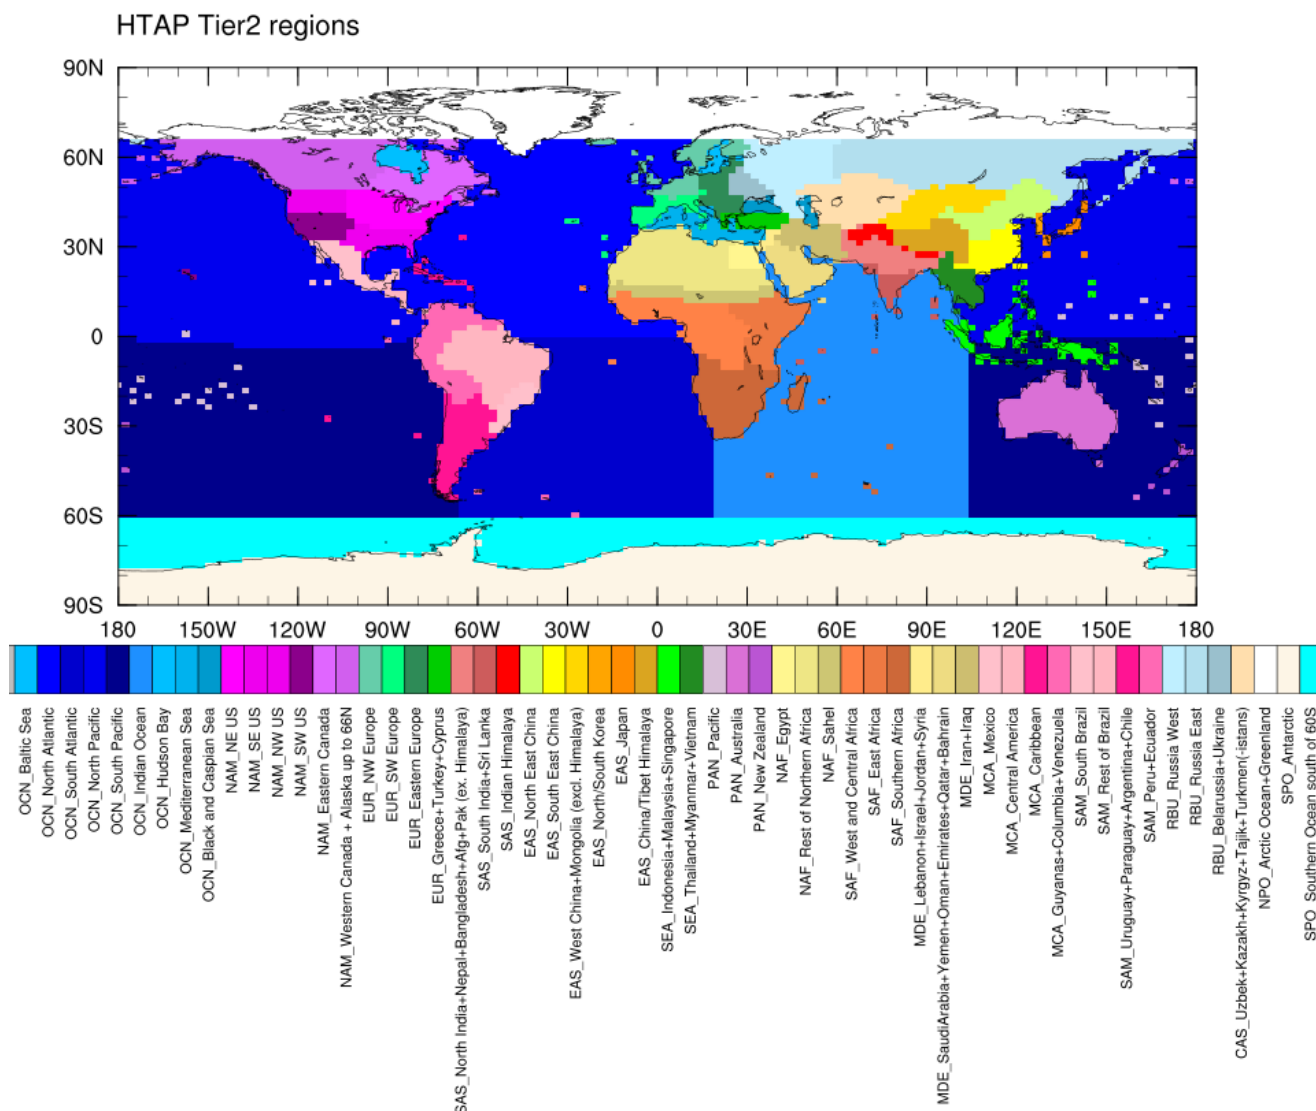 HTAP Tier2 regions
90N
60N
30N
0
30S
60S
90S
180 150W 120W 90W 60W 30W 0 30E 60E 90E 120E 150E 180
OCN_Baltic Sea
OCN_North Atlantic
OCN_South Atlantic
OCN_North Pacific
OCN_South Pacific
OCN_Indian Ocean
OCN_Hudson Bay
OCN_Mediterranean Sea
OCN_Black and Caspian Sea
NAM_NE US
NAM_SE US
NAM_NW US
NAM_SW US
NAM_Eastern Canada
NAM_Western Canada + Alaska up to 66N
EUR_NW Europe
EUR_SW Europe
EUR_Eastern Europe
EUR_Greece+Turkey+Cyprus
SAS_North India+Nepal+Bangladesh+Afg+Pak (ex. Himalaya)
SAS_South India+Sri Lanka
SAS_Indian Himalaya
EAS_North East China
EAS_South East China
EAS_West China+Mongolia (excl. Himalaya)
EAS_North/South Korea
EAS_Japan
EAS_China/Tibet Himalaya
SEA_Indonesia+Malaysia+Singapore
SEA_Thailand+Myanmar+Vietnam
PAN_Pacific
PAN_Australia
PAN_New Zealand
NAF_Egypt
NAF_Rest of Northern Africa
NAF_Sahel
SAF_West and Central Africa
SAF_East Africa
SAF_Southern Africa
MDE_Lebanon+Israel+Jordan+Syria
MDE_SaudiArabia+Yemen+Oman+Emirates+Qatar+Bahrain
MDE_Iran+Iraq
MCA_Mexico
MCA_Central America
MCA_Caribbean
MCA_Guyanas+Columbia+Venezuela
SAM_South Brazil
SAM_Rest of Brazil
SAM_Uruguay+Paraguay+Argentina+Chile
SAM_Peru+Ecuador
RBU_Russia West
RBU_Russia East
RBU_Belarussia+Ukraine
CAS_Uzbek+Kazakh+Kyrgyz+Tajik+Turkmen(-istans)
NPO_Arctic Ocean+Greenland
SPO_Antarctic
SPO_Southern Ocean south of 60S